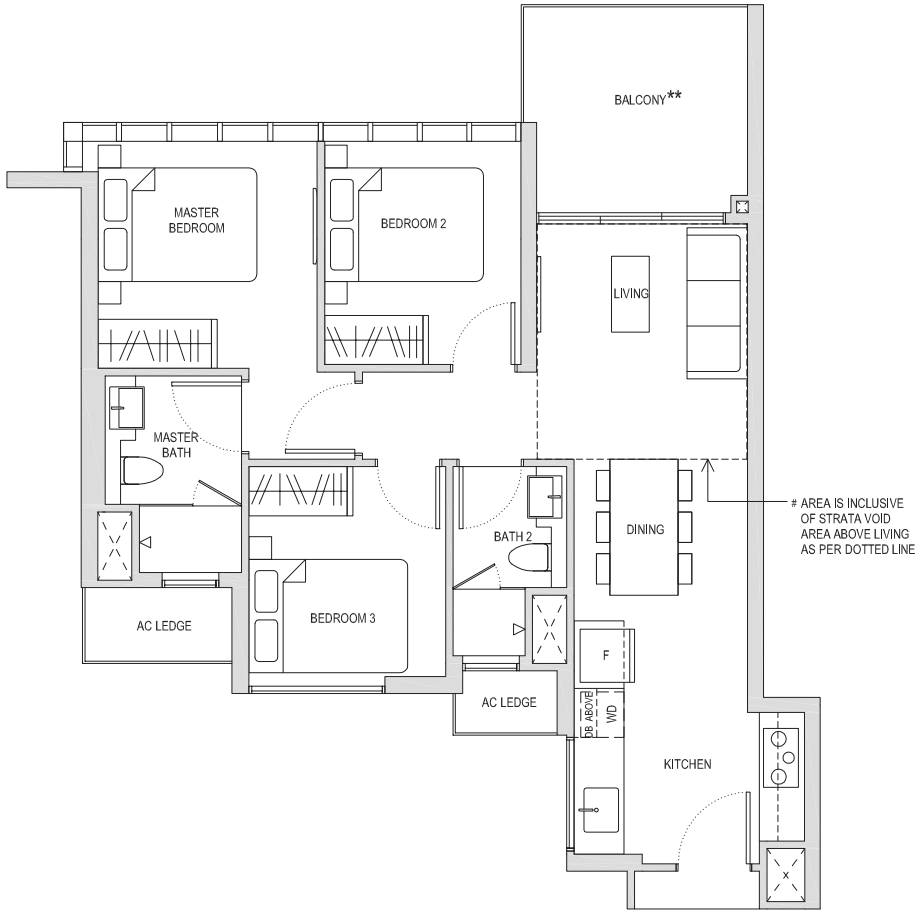 BALCONY**
MASTER
BEDROOM
BEDROOM 2
LIVING
MASTER
BATH
# AREA IS INCLUSIVE
OF STRATA VOID
AREA ABOVE LIVING
AS PER DOTTED LINE
DINING
BATH 2
BEDROOM 3
AC LEDGE
F
AC LEDGE
DB ABOVE
WD
KITCHEN
X